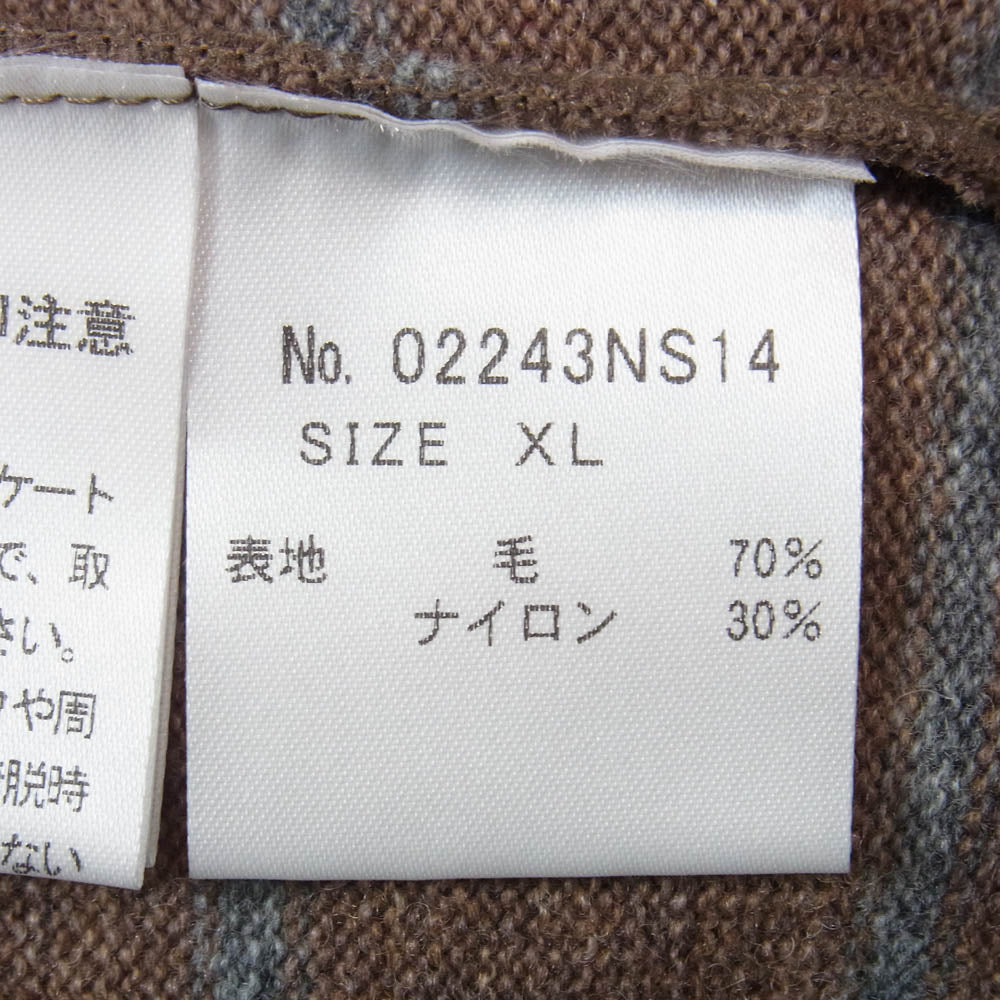 注意
ケート
で、取
さい。
や周
脱時
ない
No. 02243NS14
SIZE XL
表地 毛 70%
ナイロン 30%